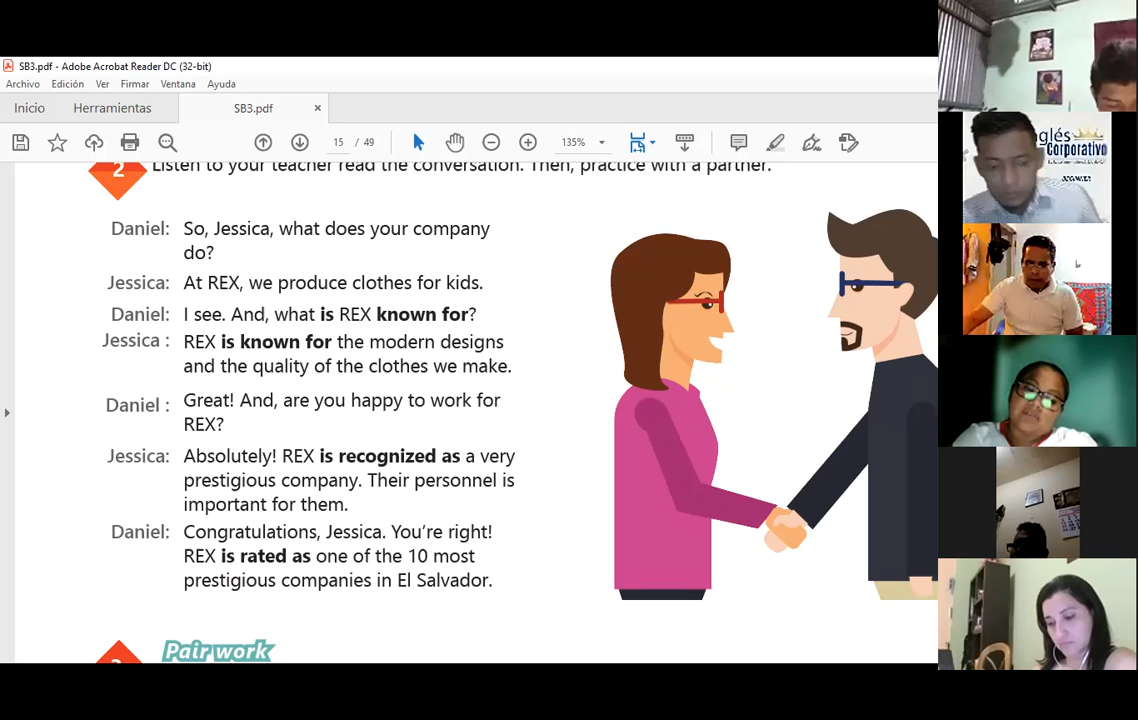 SB3.pdf - Adobe Acrobat Reader DC (32-bit)
Archivo Edición Ver Firmar Ventana Ayuda
Inicio Herramientas SB3.pdf ×
15 / 49 135%
2 Listen to your teacher read the conversation. Then, practice with a partner.
Daniel: So, Jessica, what does your company
do?
Jessica: At REX, we produce clothes for kids.
Daniel: I see. And, what is REX known for?
Jessica : REX is known for the modern designs
and the quality of the clothes we make.
Daniel : Great! And, are you happy to work for
REX?
Jessica: Absolutely! REX is recognized as a very
prestigious company. Their personnel is
important for them.
Daniel: Congratulations, Jessica. You're right!
REX is rated as one of the 10 most
prestigious companies in El Salvador.
Pair work
glés
Corporativo